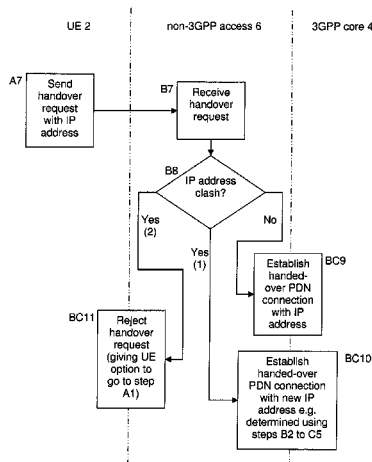 UE 2
non-3GPP access 6
3GPP core 4
A7
Send
handover
request
with IP
address
B7
Receive
handover
request
B8
IP address
clash?
Yes
(2)
Yes
(1)
No
BC9
Establish
handed-
over PDN
connection
with IP
address
BC11
Reject
handover
request
(giving UE
option to
go to step
A1)
BC10
Establish
handed-over
PDN connection
with new IP
address e.g.
determined using
steps B2 to C5